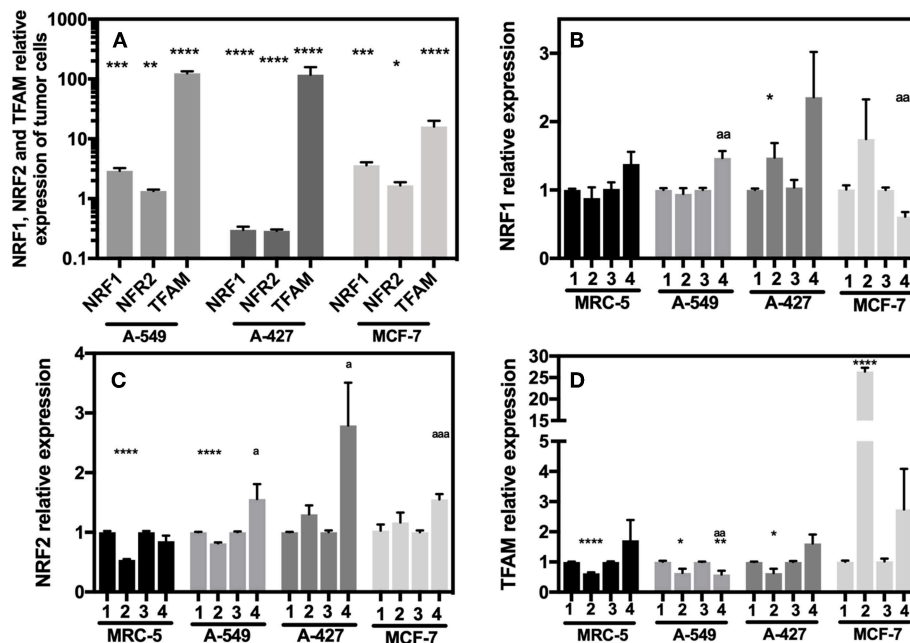 A
NRF1, NRF2 and TFAM relative
expression of tumor cells
1000
100
10
1
0.1
*** ** **** **** **** **** *** * ****
NRF1 NFR2 TFAM NRF1 NFR2 TFAM NRF1 NFR2 TFAM
A-549 A-427 MCF-7
B
NRF1 relative expression
3
2
1
0
aa * aa
1 2 3 4 1 2 3 4 1 2 3 4 1 2 3 4
MRC-5 A-549 A-427 MCF-7
C
NRF2 relative expression
4
3
2
1
0
**** **** a a aaa
1 2 3 4 1 2 3 4 1 2 3 4 1 2 3 4
MRC-5 A-549 A-427 MCF-7
D
TFAM relative expression
30
25
20
15
10
5
5
4
3
2
1
0
**** * aa
** * ****
1 2 3 4 1 2 3 4 1 2 3 4 1 2 3 4
MRC-5 A-549 A-427 MCF-7